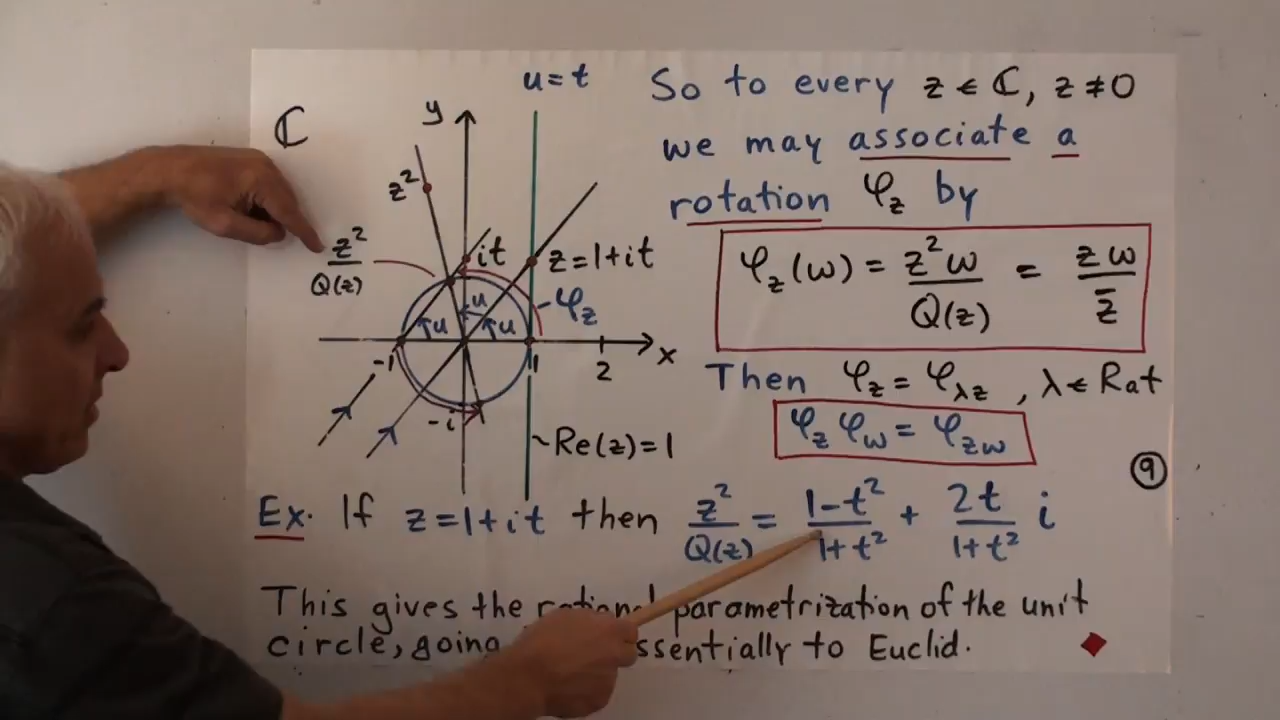 u=t
ℂ
y
z²
it
z=1+it
z²/Q(z)
u
u
u
φ_z
-1
1
2
x
-i
~Re(z)=1
So to every z ∈ ℂ, z ≠ 0
we may associate a
rotation φ_z by
φ_z(w) = z²w/Q(z) = zw/z̄
Then φ_z = φ_λz , λ ∈ Rat
φ_z φ_w = φ_zw
9
Ex. If z=1+it then z²/Q(z) = (1-t²)/(1+t²) + 2t/(1+t²) i
This gives the rational parametrization of the unit
circle, going essentially to Euclid.